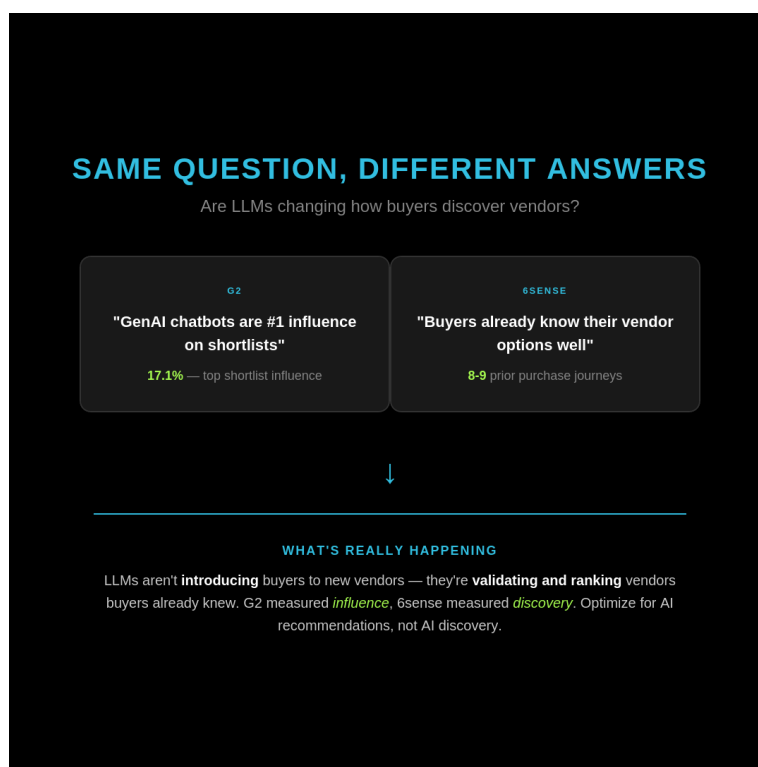 SAME QUESTION, DIFFERENT ANSWERS
Are LLMs changing how buyers discover vendors?
G2
"GenAI chatbots are #1 influence
on shortlists"
17.1% — top shortlist influence
6SENSE
"Buyers already know their vendor
options well"
8-9 prior purchase journeys
↓
WHAT'S REALLY HAPPENING
LLMs aren't introducing buyers to new vendors — they're validating and ranking vendors
buyers already knew. G2 measured influence, 6sense measured discovery. Optimize for AI
recommendations, not AI discovery.